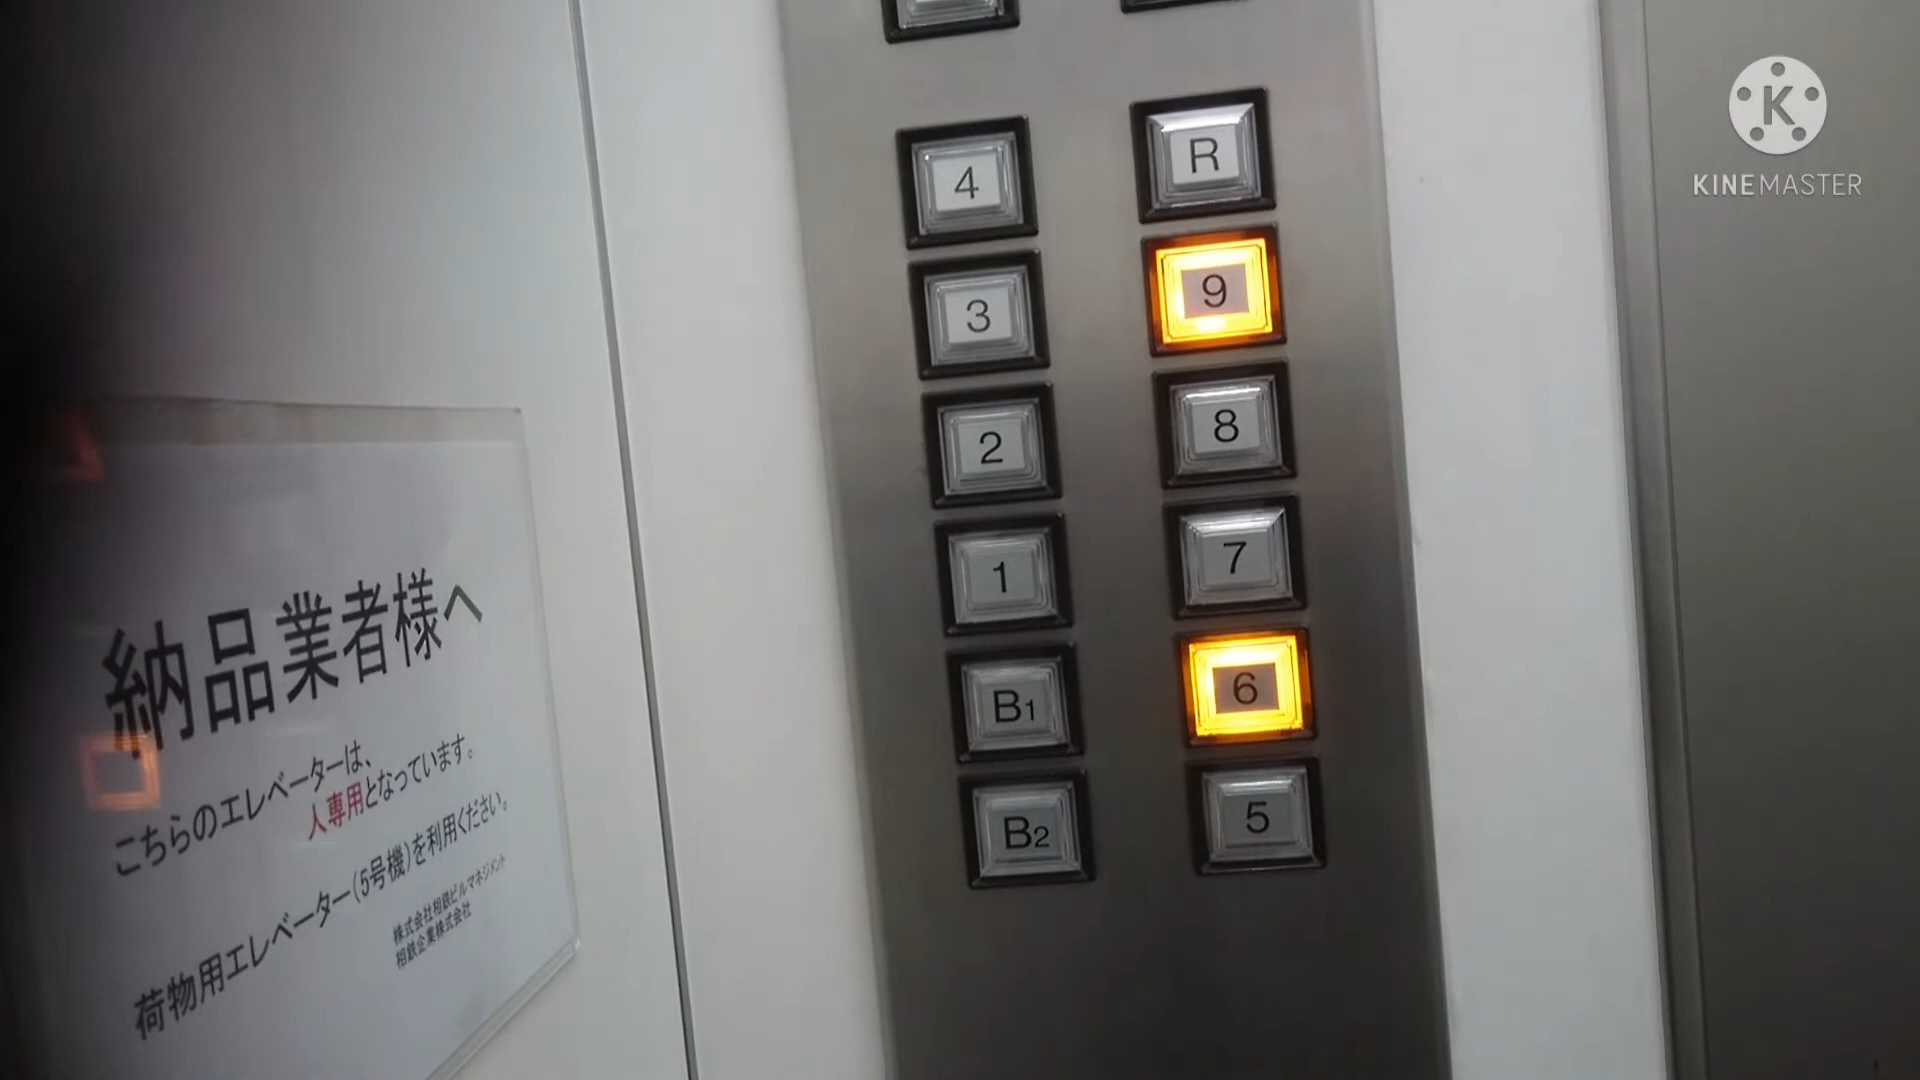 納品業者様へ
こちらのエレベーターは、
人専用となっています。
荷物用エレベーター(5号機)を利用ください。
株式会社相鉄ビルマネジメント
相鉄企業株式会社
4
3
2
1
B1
B2
R
9
8
7
6
5
K
KINEMASTER